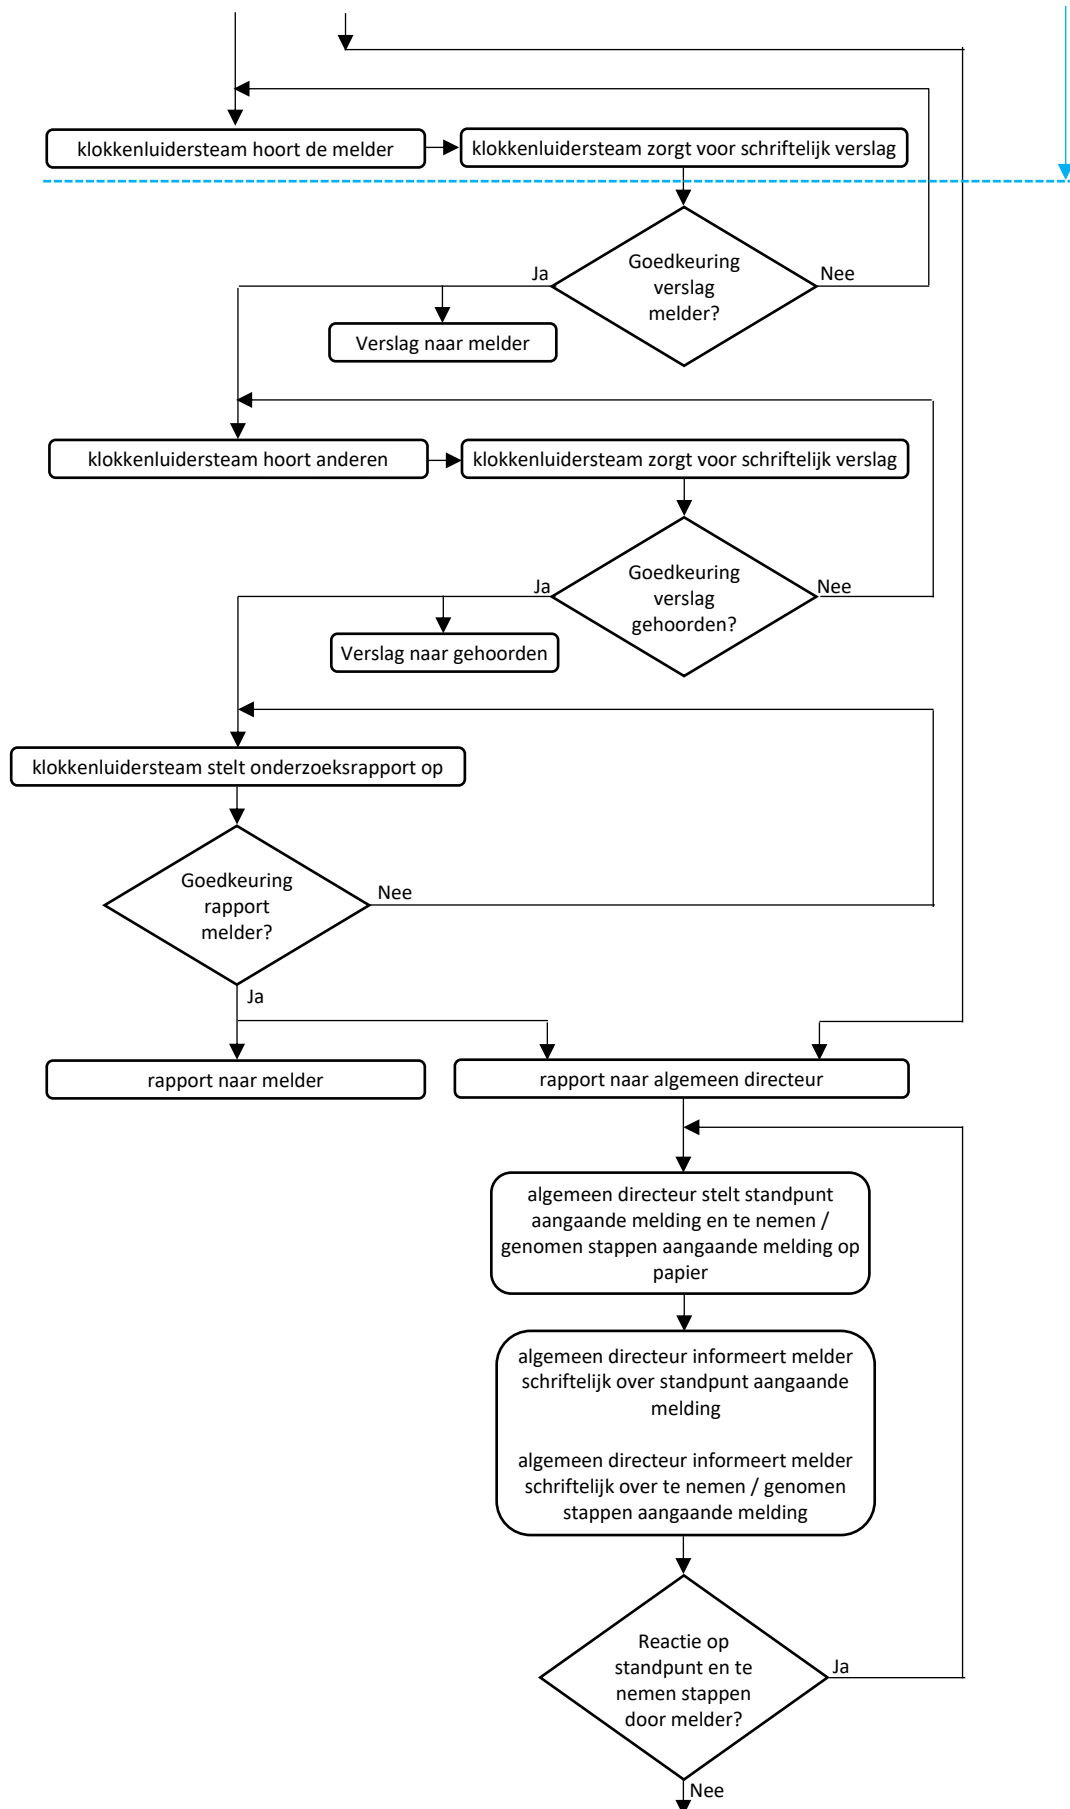 klokkenluidersteam hoort de melder
klokkenluidersteam zorgt voor schriftelijk verslag
Goedkeuring
verslag
melder?
Ja
Nee
Verslag naar melder
klokkenluidersteam hoort anderen
klokkenluidersteam zorgt voor schriftelijk verslag
Goedkeuring
verslag
gehoorden?
Ja
Nee
Verslag naar gehoorden
klokkenluidersteam stelt onderzoeksrapport op
Goedkeuring
rapport
melder?
Nee
Ja
rapport naar melder
rapport naar algemeen directeur
algemeen directeur stelt standpunt
aangaande melding en te nemen /
genomen stappen aangaande melding op
papier
algemeen directeur informeert melder
schriftelijk over standpunt aangaande
melding
algemeen directeur informeert melder
schriftelijk over te nemen / genomen
stappen aangaande melding
Reactie op
standpunt en te
nemen stappen
door melder?
Ja
Nee